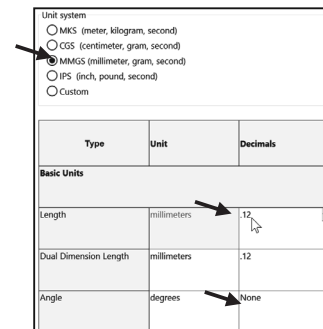 Unit system
MKS (meter, kilogram, second)
CGS (centimeter, gram, second)
MMGS (millimeter, gram, second)
IPS (inch, pound, second)
Custom
Type Unit Decimals
Basic Units
Length millimeters .12
Dual Dimension Length millimeters .12
Angle degrees None